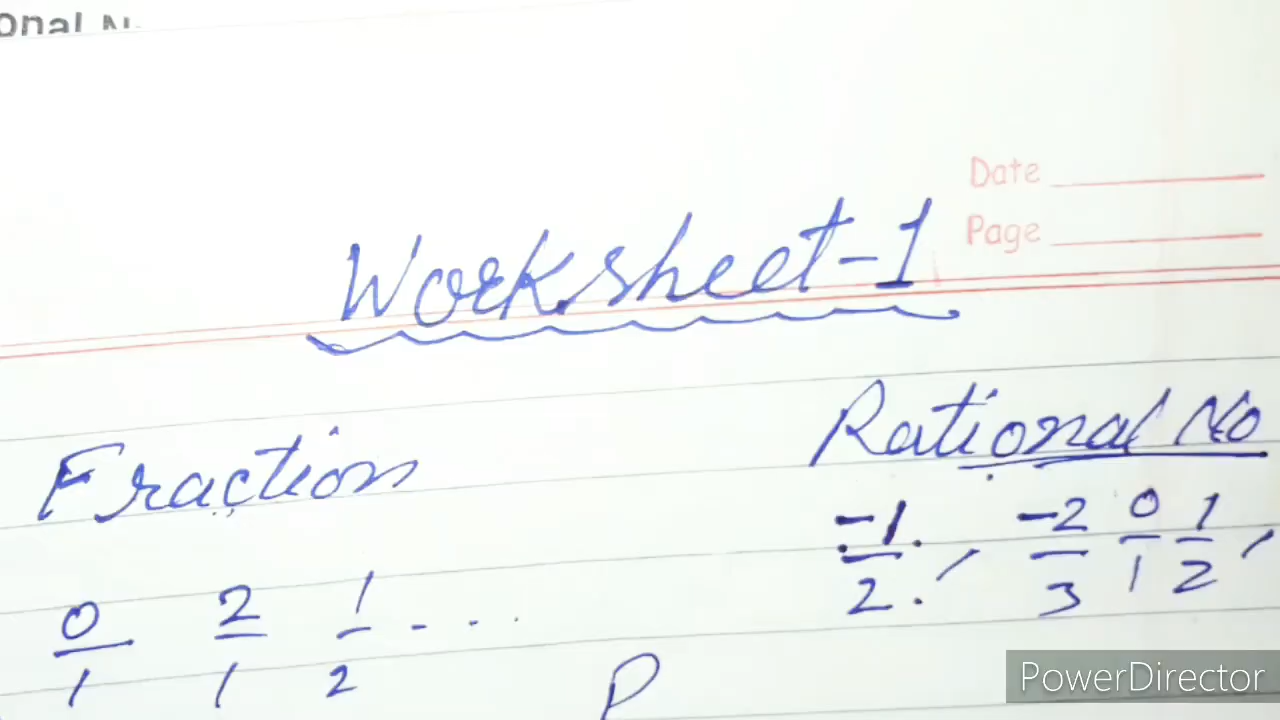 onal N
Date
Page
Worksheet-1
Fraction
Rational No
0/1 2/1 1/2 - - - .
-1/2, -2/3 0/1 1/2,
P
PowerDirector